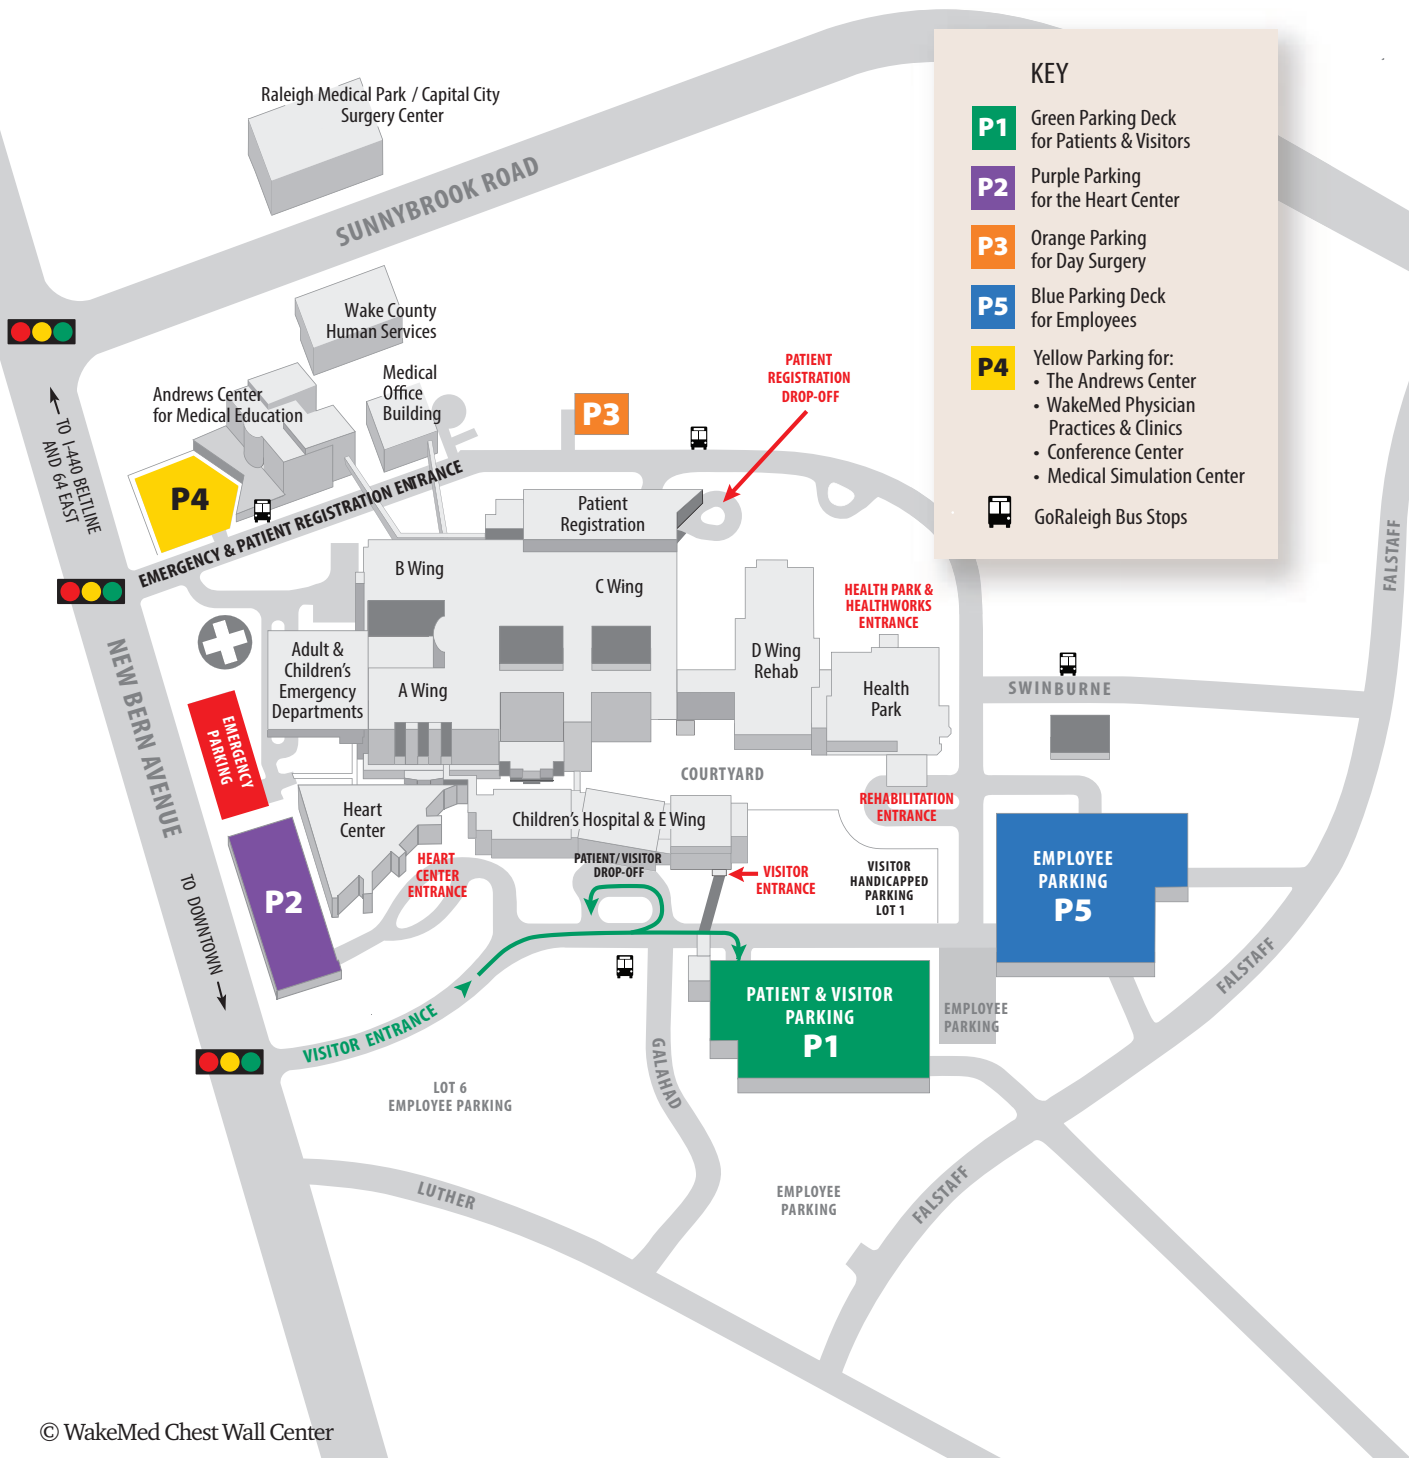 KEY
P1
Green Parking Deck
for Patients & Visitors
P2
Purple Parking
for the Heart Center
P3
Orange Parking
for Day Surgery
P5
Blue Parking Deck
for Employees
P4
Yellow Parking for:
• The Andrews Center
• WakeMed Physician
Practices & Clinics
• Conference Center
• Medical Simulation Center
GoRaleigh Bus Stops
Raleigh Medical Park / Capital City
Surgery Center
SUNNYBROOK ROAD
Wake County
Human Services
Medical
Office
Building
Andrews Center
for Medical Education
PATIENT
REGISTRATION
DROP-OFF
P3
TO I-440 BELTLINE
AND 64 EAST
P4
EMERGENCY & PATIENT REGISTRATION ENTRANCE
Patient
Registration
B Wing
C Wing
FALSTAFF
HEALTH PARK &
HEALTHWORKS
ENTRANCE
NEW BERN AVENUE
Adult &
Children's
Emergency
Departments
A Wing
D Wing
Rehab
Health
Park
SWINBURNE
EMERGENCY
PARKING
COURTYARD
REHABILITATION
ENTRANCE
Heart
Center
Children's Hospital & E Wing
HEART
CENTER
ENTRANCE
PATIENT/VISITOR
DROP-OFF
VISITOR
ENTRANCE
VISITOR
HANDICAPPED
PARKING
LOT 1
EMPLOYEE
PARKING
P5
P2
TO DOWNTOWN
FALSTAFF
PATIENT & VISITOR
PARKING
P1
EMPLOYEE
PARKING
VISITOR ENTRANCE
GALAHAD
LOT 6
EMPLOYEE PARKING
LUTHER
EMPLOYEE
PARKING
FALSTAFF
© WakeMed Chest Wall Center